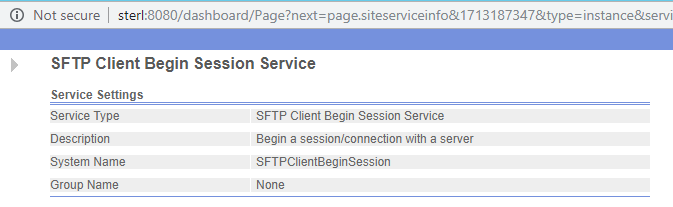 Not secure | sterl:8080/dashboard/Page?next=page.siteserviceinfo&1713187347&type=instance&servi
SFTP Client Begin Session Service
Service Settings
Service Type SFTP Client Begin Session Service
Description Begin a session/connection with a server
System Name SFTPClientBeginSession
Group Name None